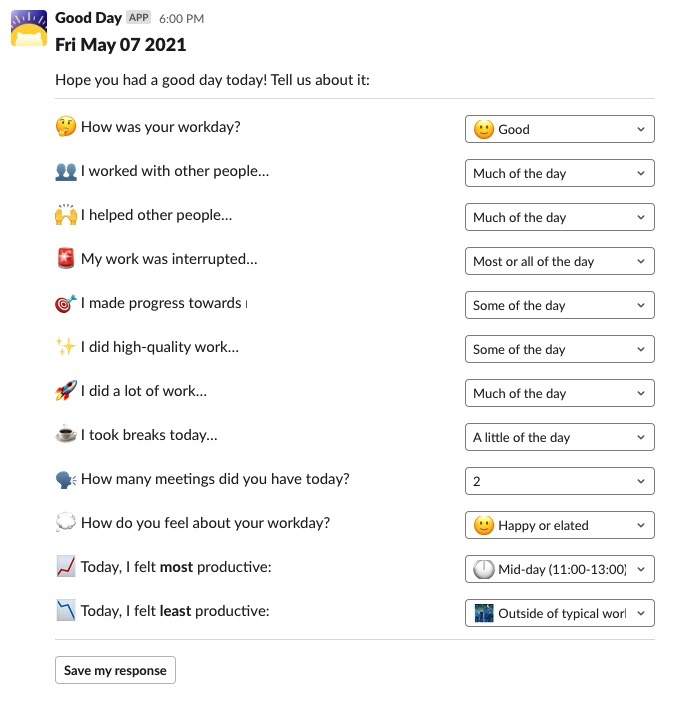 Good Day APP 6:00 PM
Fri May 07 2021
Hope you had a good day today! Tell us about it:
How was your workday? Good
I worked with other people... Much of the day
I helped other people... Much of the day
My work was interrupted... Most or all of the day
I made progress towards Some of the day
I did high-quality work... Some of the day
I did a lot of work... Much of the day
I took breaks today... A little of the day
How many meetings did you have today? 2
How do you feel about your workday? Happy or elated
Today, I felt most productive: Mid-day (11:00-13:00)
Today, I felt least productive: Outside of typical
Save my response